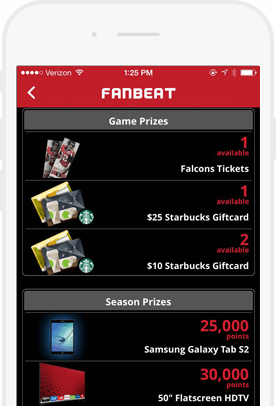 Verizon 1:25 PM
FANBEAT
Game Prizes
1
available
Falcons Tickets
1
available
$25 Starbucks Giftcard
2
available
$10 Starbucks Giftcard
Season Prizes
25,000
points
Samsung Galaxy Tab S2
30,000
points
50" Flatscreen HDTV